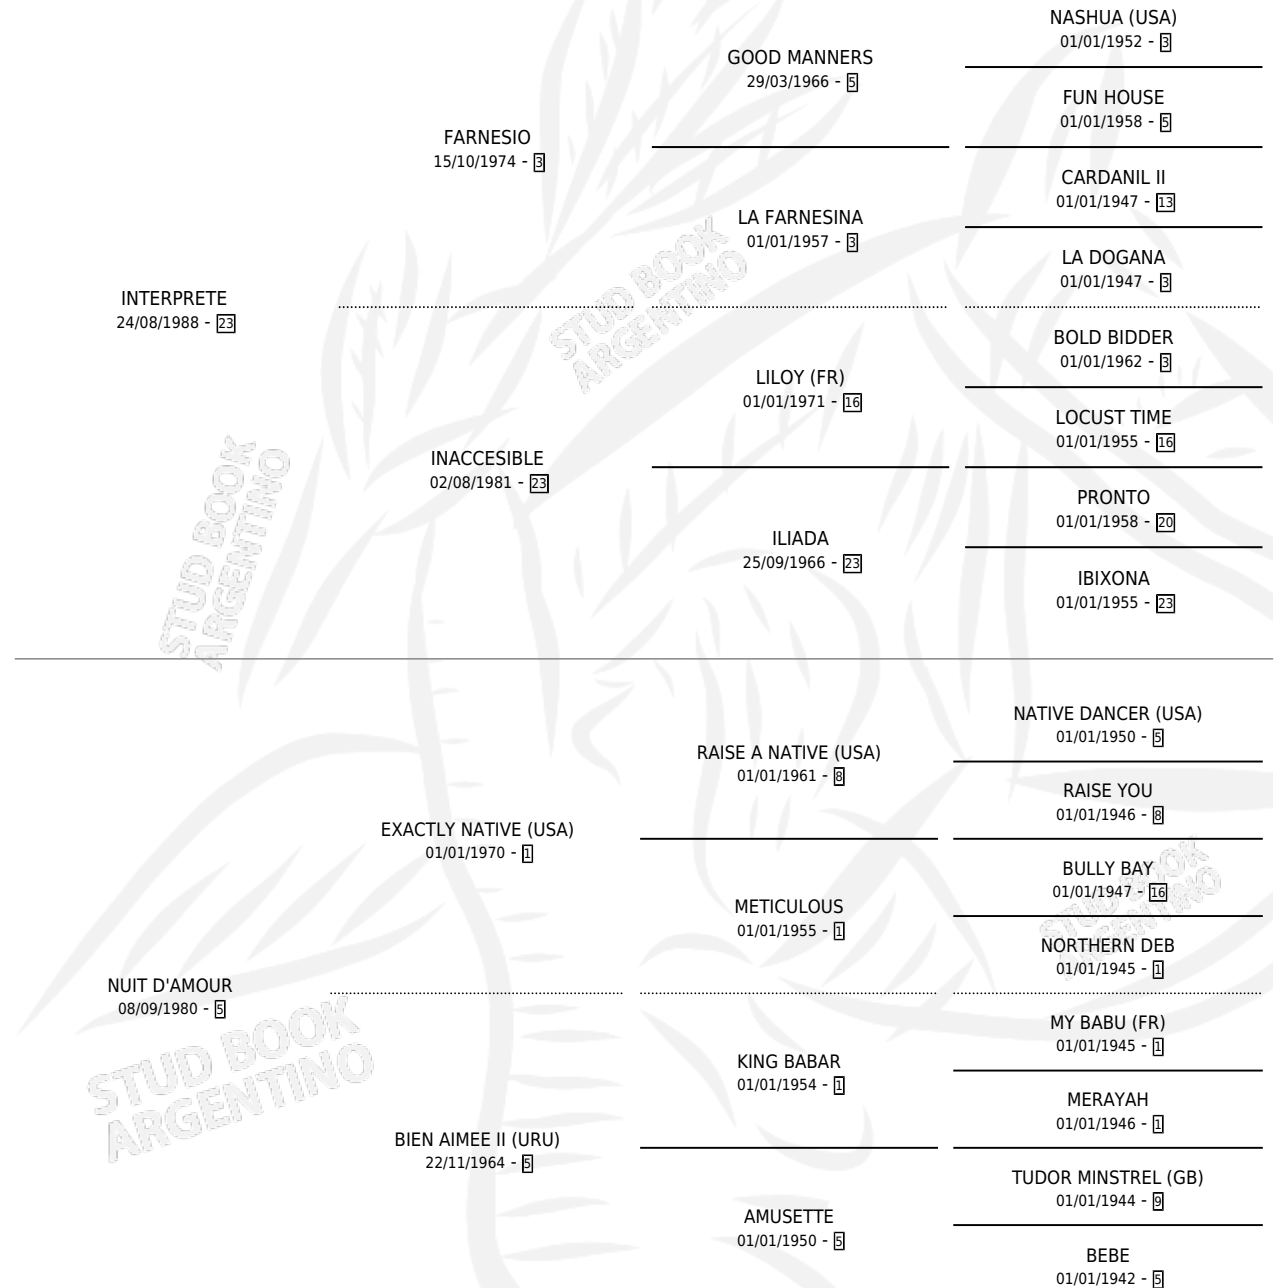 NASHUA (USA)
01/01/1952 - 3
GOOD MANNERS
29/03/1966 - 5
FUN HOUSE
01/01/1958 - 5
FARNESIO
15/10/1974 - 3
CARDANIL II
01/01/1947 - 13
LA FARNESINA
01/01/1957 - 3
LA DOGANA
01/01/1947 - 3
INTERPRETE
24/08/1988 - 23
STUD BOOK
ARGENTINO
BOLD BIDDER
01/01/1962 - 3
LILOY (FR)
01/01/1971 - 16
LOCUST TIME
01/01/1955 - 16
INACCESIBLE
02/08/1981 - 23
PRONTO
01/01/1958 - 20
ILIADA
25/09/1966 - 23
IBIXONA
01/01/1955 - 23
STUD BOOK
ARGENTINO
NATIVE DANCER (USA)
01/01/1950 - 5
RAISE A NATIVE (USA)
01/01/1961 - 8
RAISE YOU
01/01/1946 - 8
EXACTLY NATIVE (USA)
01/01/1970 - 1
BULLY BAY
01/01/1947 - 16
METICULOUS
01/01/1955 - 1
STUD BOOK
ARGENTINO
NORTHERN DEB
01/01/1945 - 1
NUIT D'AMOUR
08/09/1980 - 5
MY BABU (FR)
01/01/1945 - 1
KING BABAR
01/01/1954 - 1
STUD BOOK
ARGENTINO
MERAYAH
01/01/1946 - 1
BIEN AIMEE II (URU)
22/11/1964 - 5
TUDOR MINSTREL (GB)
01/01/1944 - 9
AMUSETTE
01/01/1950 - 5
BEBE
01/01/1942 - 5